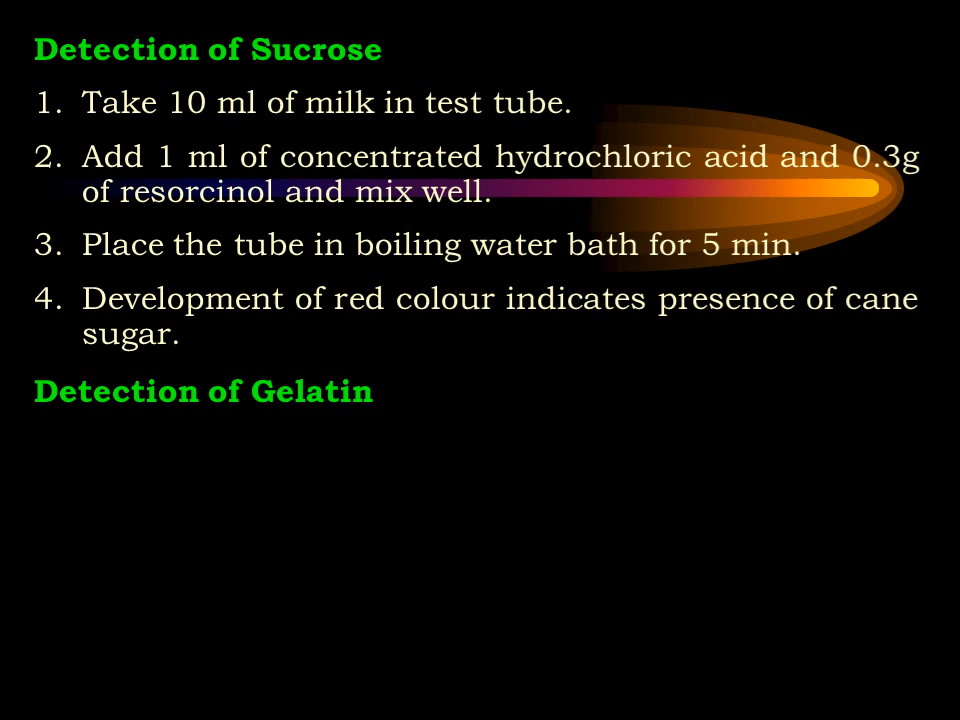 Detection of Sucrose
1. Take 10 ml of milk in test tube.
2. Add 1 ml of concentrated hydrochloric acid and 0.3g
of resorcinol and mix well.
3. Place the tube in boiling water bath for 5 min.
4. Development of red colour indicates presence of cane
sugar.
Detection of Gelatin